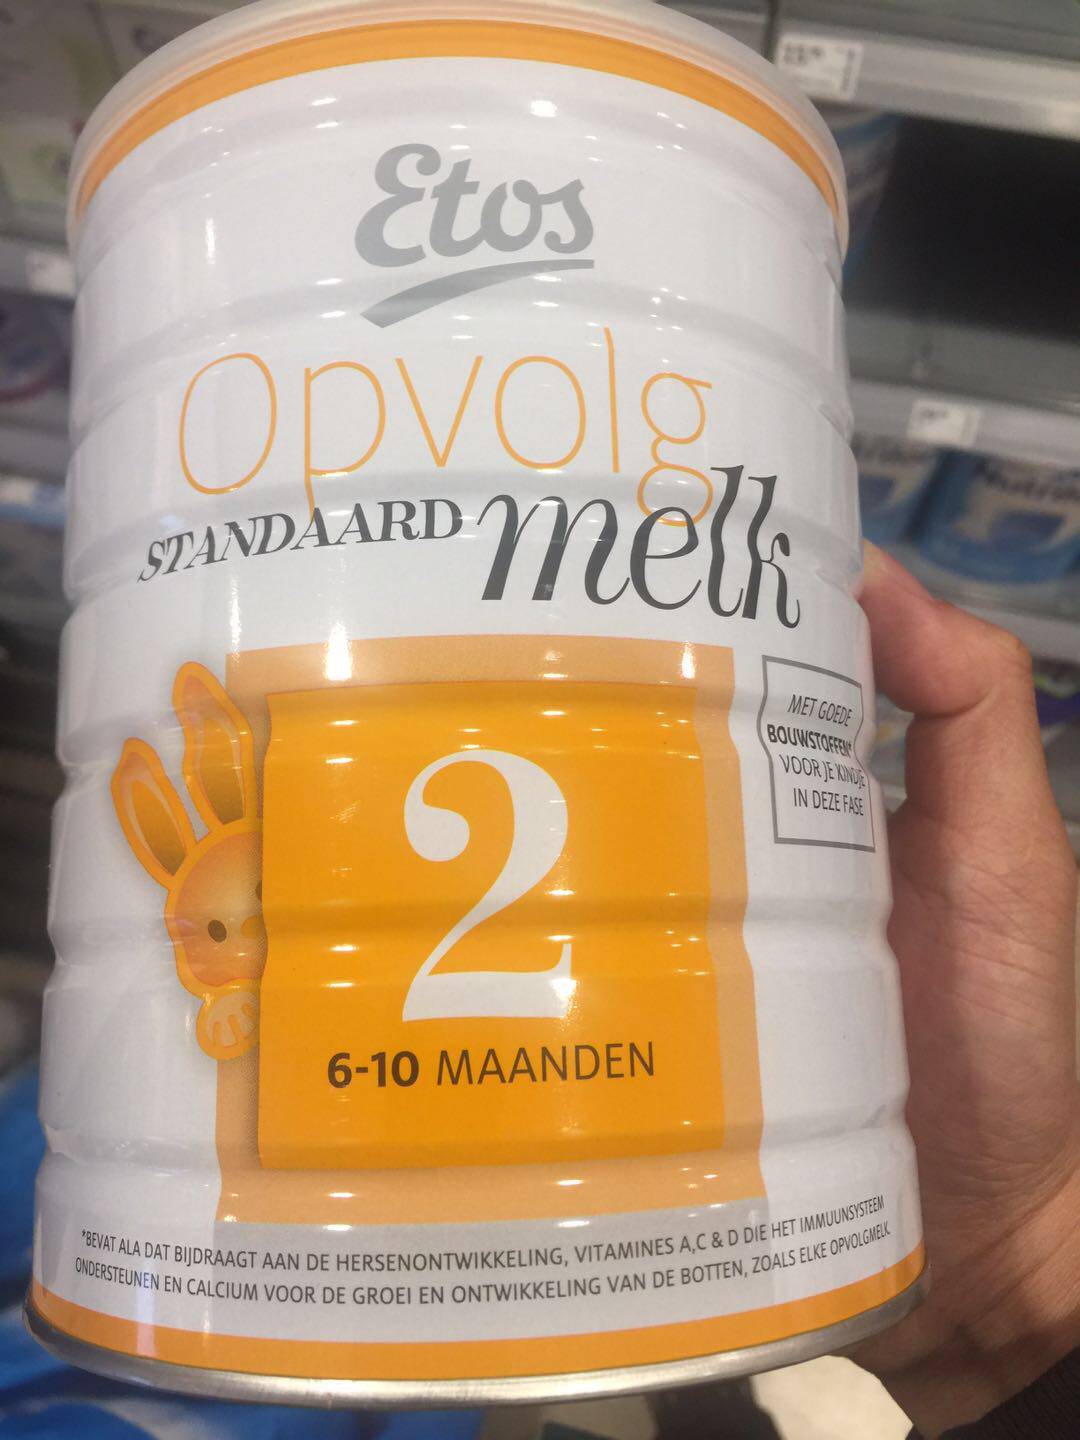 Etos
Opvolg
STANDAARD melk
MET GOEDE
BOUWSTOFFEN*
VOOR JE KINDJE
IN DEZE FASE
2
6-10 MAANDEN
*BEVAT ALA DAT BIJDRAAGT AAN DE HERSENONTWIKKELING, VITAMINES A,C & D DIE HET IMMUUNSYSTEEM
ONDERSTEUNEN EN CALCIUM VOOR DE GROEI EN ONTWIKKELING VAN DE BOTTEN, ZOALS ELKE OPVOLGMELK.